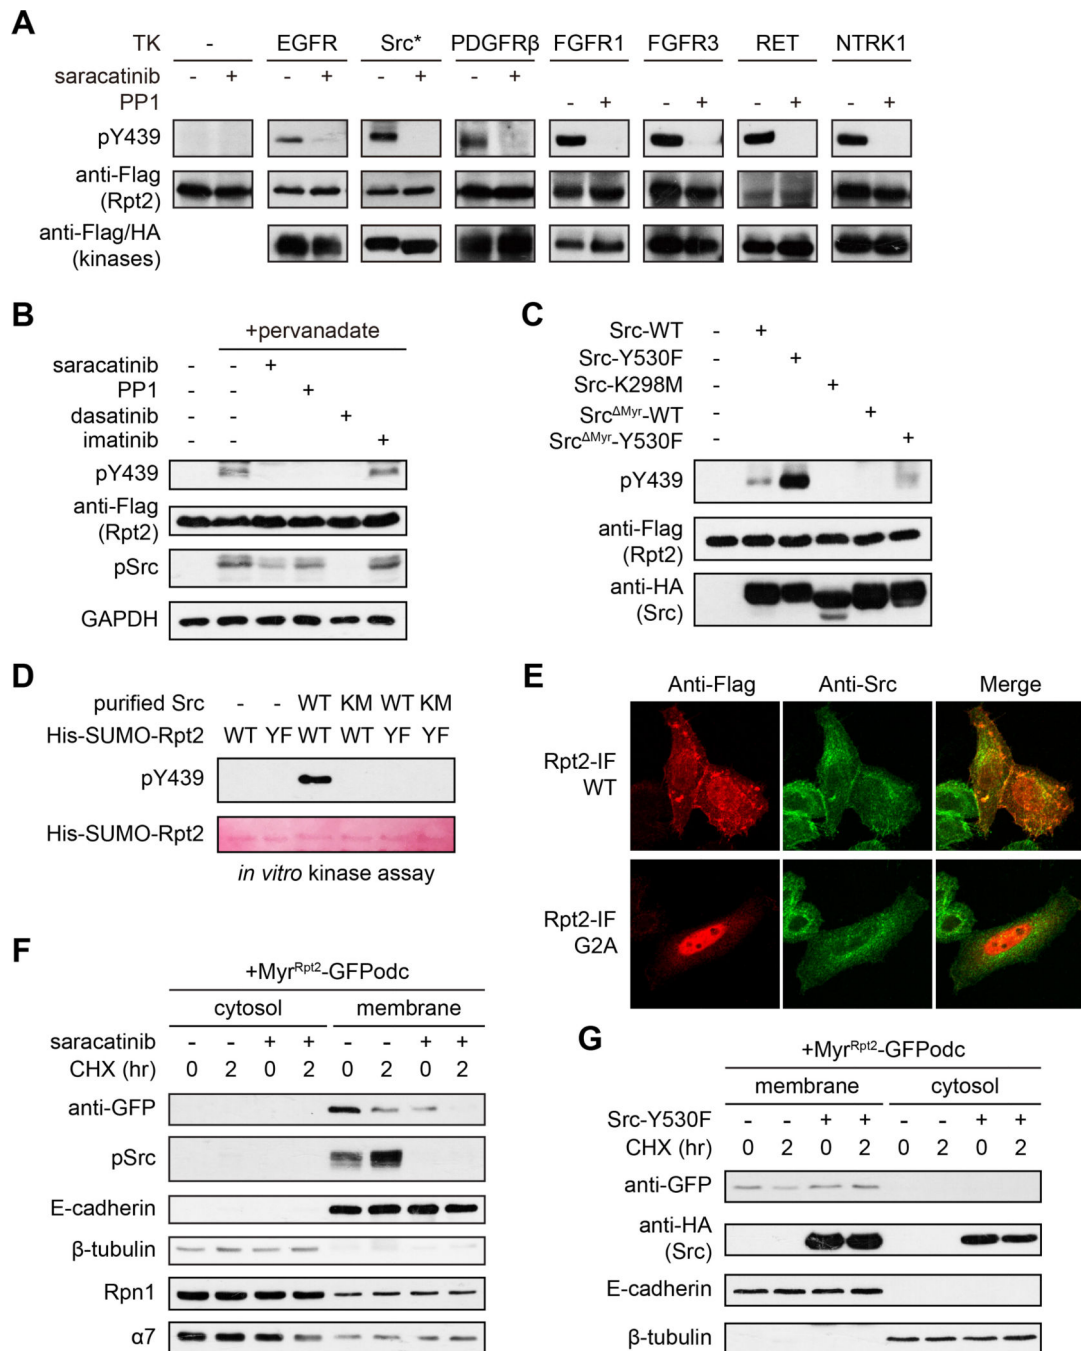 A
TK - EGFR Src* PDGFRβ FGFR1 FGFR3 RET NTRK1
saracatinib - + - + - + - +
PP1 - + - + - + - +
pY439
anti-Flag
(Rpt2)
anti-Flag/HA
(kinases)
B
+pervanadate
saracatinib - - +
PP1 - - +
dasatinib - - +
imatinib - - +
pY439
anti-Flag
(Rpt2)
pSrc
GAPDH
C
Src-WT - +
Src-Y530F - +
Src-K298M - +
SrcΔMyr-WT - +
SrcΔMyr-Y530F - +
pY439
anti-Flag
(Rpt2)
anti-HA
(Src)
D
purified Src - - WT KM WT KM
His-SUMO-Rpt2 WT YF WT WT YF YF
pY439
His-SUMO-Rpt2
in vitro kinase assay
E
Anti-Flag Anti-Src Merge
Rpt2-IF
WT
Rpt2-IF
G2A
F
+MyrRpt2-GFPodc
cytosol membrane
saracatinib - - + + - - + +
CHX (hr) 0 2 0 2 0 2 0 2
anti-GFP
pSrc
E-cadherin
β-tubulin
Rpn1
α7
G
+MyrRpt2-GFPodc
membrane cytosol
Src-Y530F - - + + - - + +
CHX (hr) 0 2 0 2 0 2 0 2
anti-GFP
anti-HA
(Src)
E-cadherin
β-tubulin